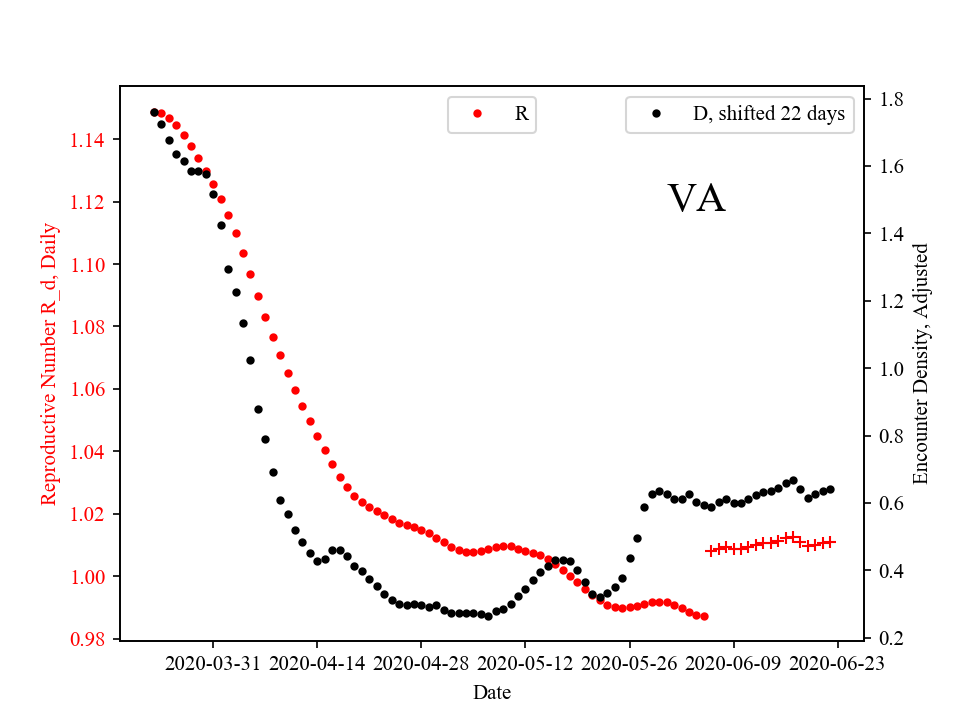 R
D, shifted 22 days
VA
Reproductive Number R_d, Daily
1.14
1.12
1.10
1.08
1.06
1.04
1.02
1.00
0.98
Encounter Density, Adjusted
1.8
1.6
1.4
1.2
1.0
0.8
0.6
0.4
0.2
2020-03-31 2020-04-14 2020-04-28 2020-05-12 2020-05-26 2020-06-09 2020-06-23
Date